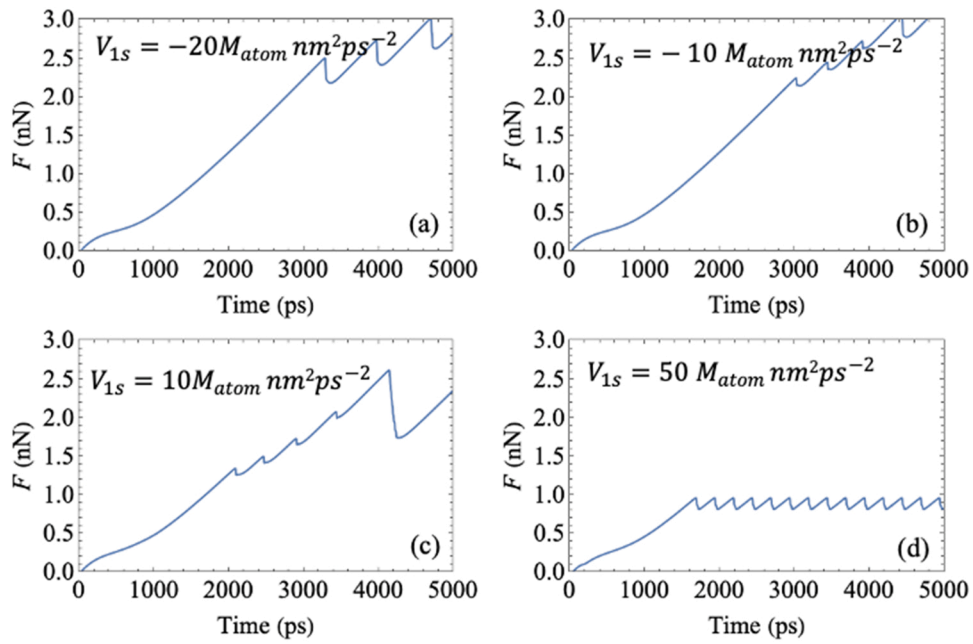 3.0
2.5
2.0
1.5
1.0
0.5
0.0
F (nN)
V₁ₛ = −20M_atom nm²ps⁻²
(a)
0 1000 2000 3000 4000 5000
Time (ps)
3.0
2.5
2.0
1.5
1.0
0.5
0.0
F (nN)
V₁ₛ = − 10 M_atom nm²ps⁻²
(b)
0 1000 2000 3000 4000 5000
Time (ps)
3.0
2.5
2.0
1.5
1.0
0.5
0.0
F (nN)
V₁ₛ = 10M_atom nm²ps⁻²
(c)
0 1000 2000 3000 4000 5000
Time (ps)
3.0
2.5
2.0
1.5
1.0
0.5
0.0
F (nN)
V₁ₛ = 50 M_atom nm²ps⁻²
(d)
0 1000 2000 3000 4000 5000
Time (ps)